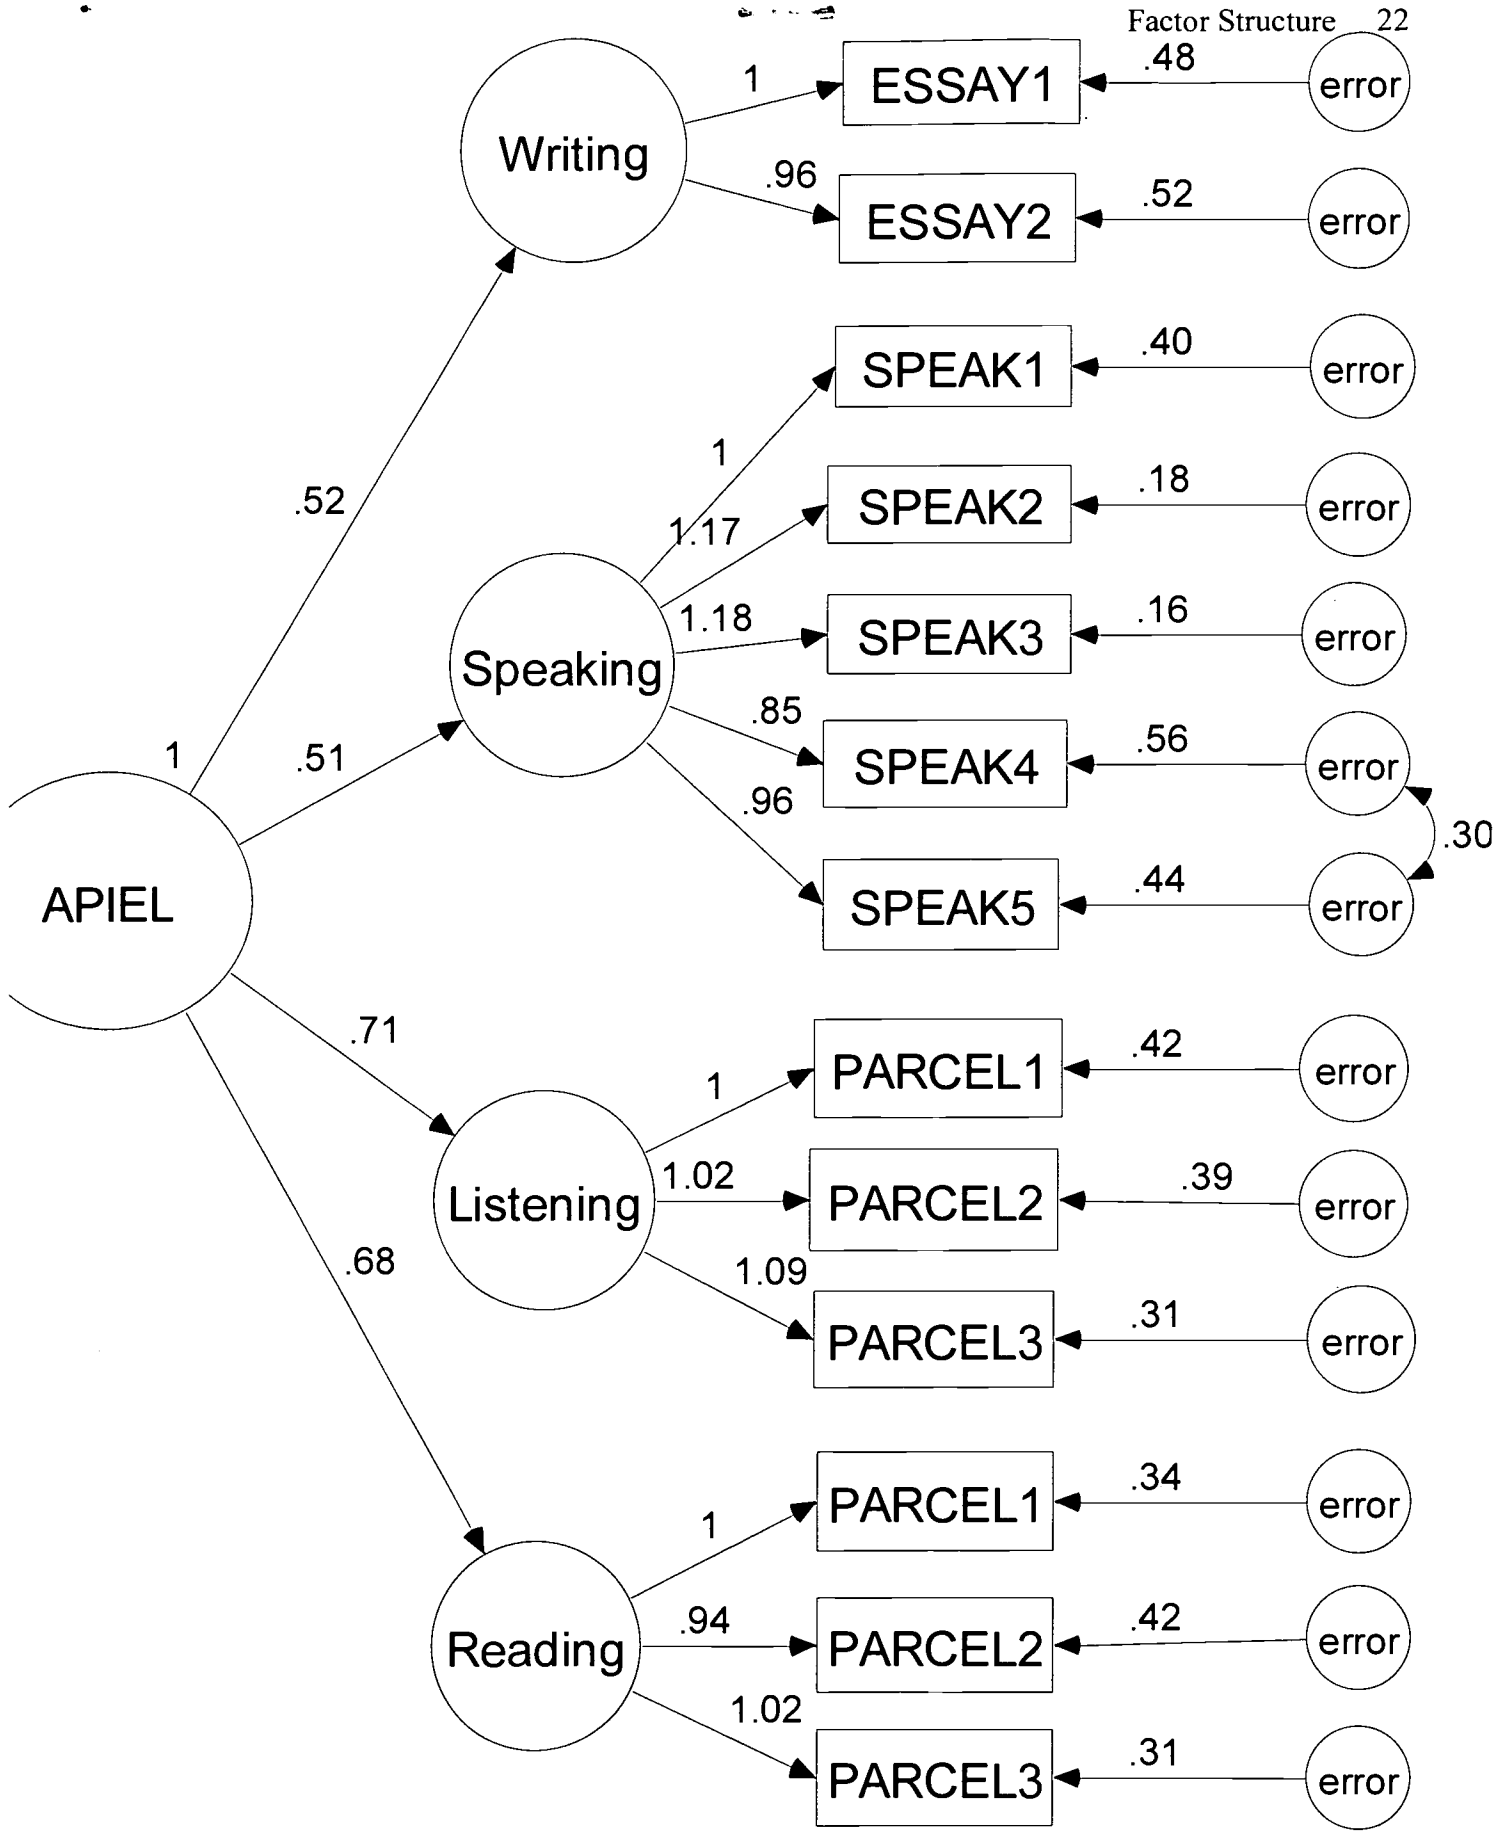 Factor Structure 22
1 ESSAY1 .48 error
Writing
.96 ESSAY2 .52 error
SPEAK1 .40 error
1
.52
SPEAK2 .18 error
1.17
1.18 SPEAK3 .16 error
Speaking
.85 SPEAK4 .56 error
1 .51
.96
.30
APIEL
SPEAK5 .44 error
.71
1 PARCEL1 .42 error
1.02 PARCEL2 .39 error
Listening
.68
1.09
PARCEL3 .31 error
1 PARCEL1 .34 error
.94 PARCEL2 .42 error
Reading
1.02
PARCEL3 .31 error